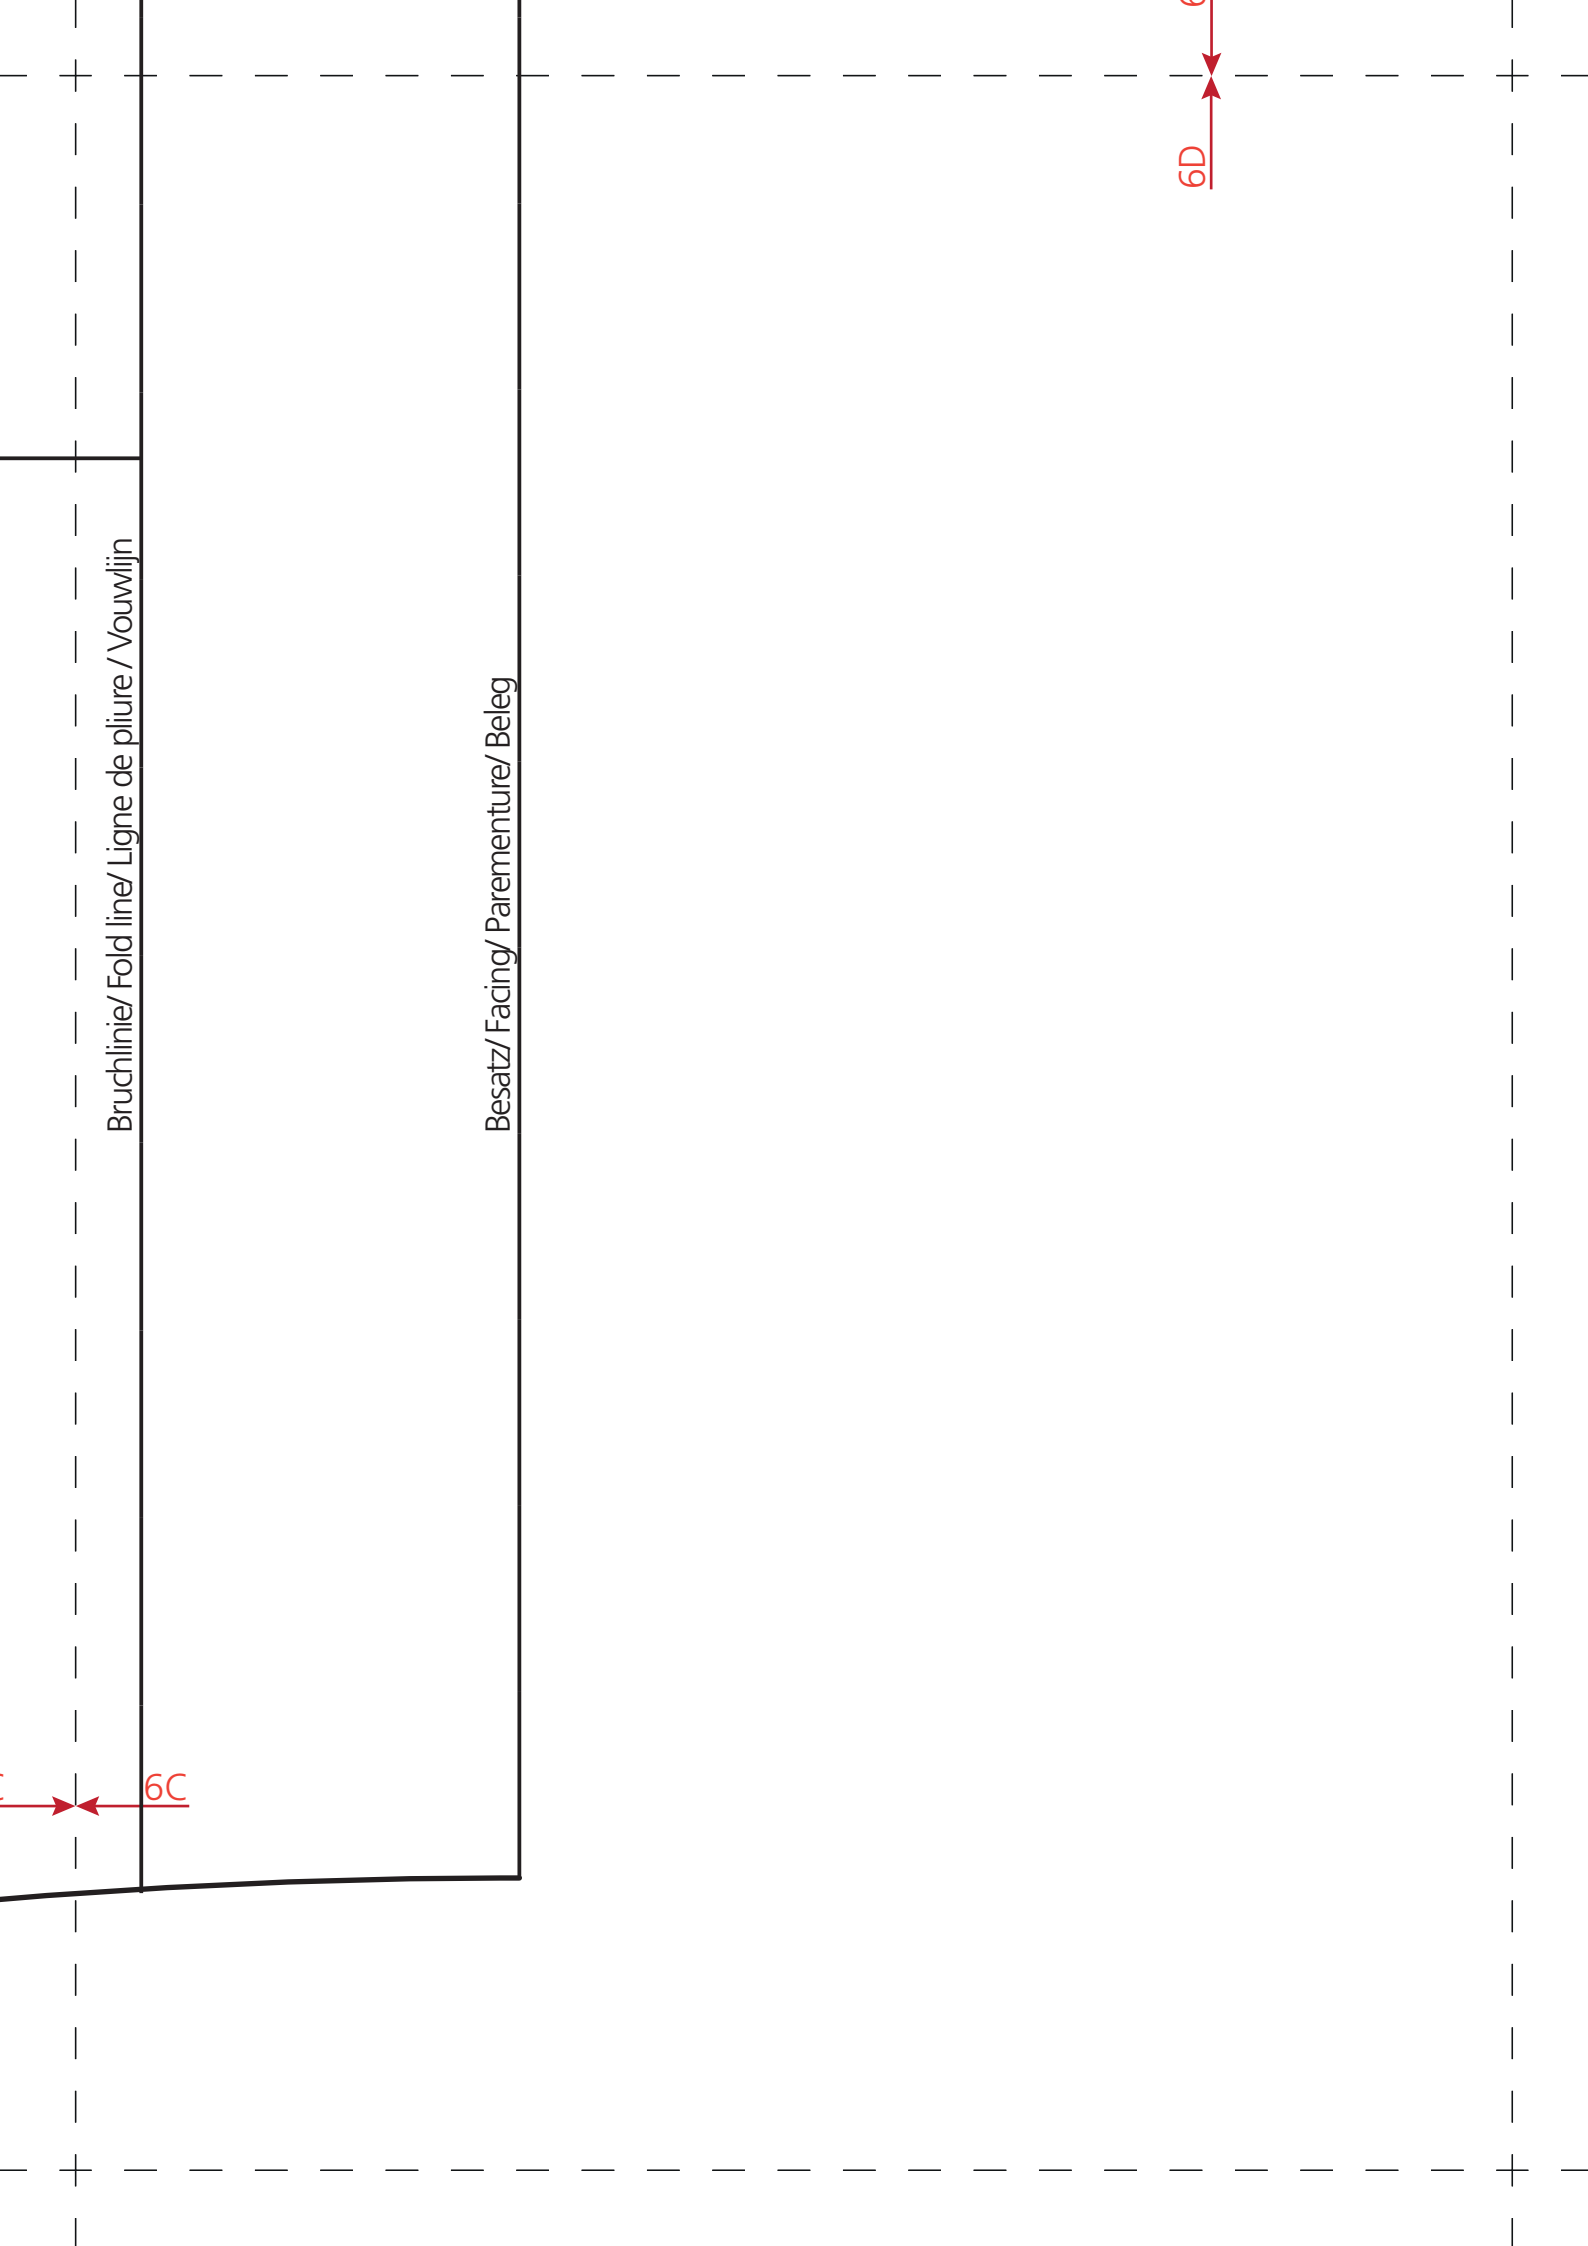 6D
Bruchlinie/ Fold line/ Ligne de pliure / Vouwlijn
Besatz/ Facing/ Parementure/ Beleg
6C